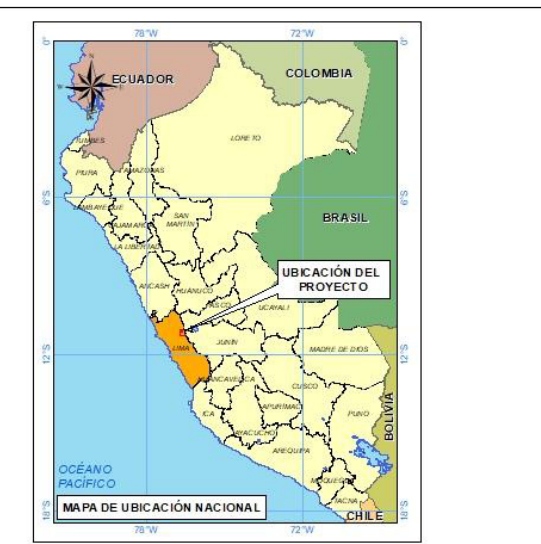 78°W 72°W
0°
0°
ECUADOR
COLOMBIA
LORETO
TUMBES
PIURA
AMAZONAS
6°S
6°S
LAMBAYEQUE
CAJAMARCA
SAN
MARTÍN
BRASIL
LA LIBERTAD
UBICACIÓN DEL
PROYECTO
ANCASH
HUÁNUCO
PASCO
UCAYALI
LIMA
JUNÍN
MADRE DE DIOS
12°S
12°S
HUANCAVELICA
CUSCO
ICA
APURIMAC
PUNO
BOLIVIA
AYACUCHO
AREQUIPA
OCÉANO
PACÍFICO
MOQUEGUA
TACNA
MAPA DE UBICACIÓN NACIONAL
CHILE
18°S
18°S
78°W 72°W